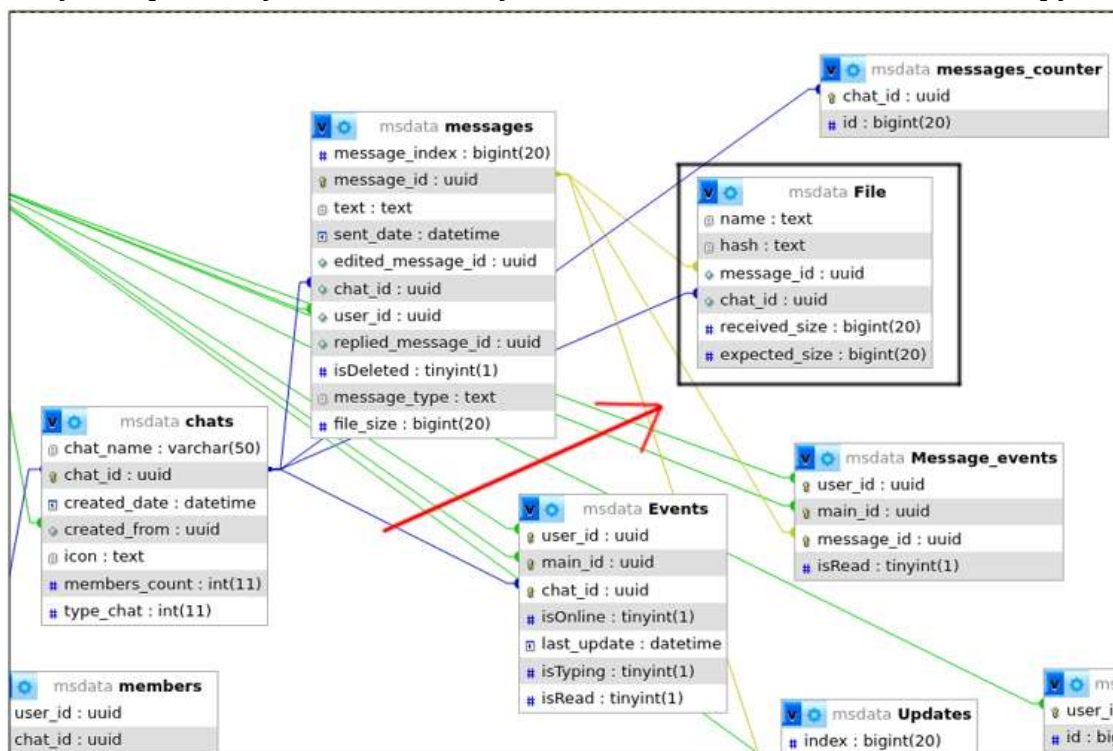 msdata messages_counter
chat_id : uuid
id : bigint(20)
msdata messages
message_index : bigint(20)
message_id : uuid
text : text
sent_date : datetime
edited_message_id : uuid
chat_id : uuid
user_id : uuid
replied_message_id : uuid
isDeleted : tinyint(1)
message_type : text
file_size : bigint(20)
msdata File
name : text
hash : text
message_id : uuid
chat_id : uuid
received_size : bigint(20)
expected_size : bigint(20)
msdata chats
chat_name : varchar(50)
chat_id : uuid
created_date : datetime
created_from : uuid
icon : text
members_count : int(11)
type_chat : int(11)
msdata Message_events
user_id : uuid
main_id : uuid
message_id : uuid
isRead : tinyint(1)
msdata Events
user_id : uuid
main_id : uuid
chat_id : uuid
isOnline : tinyint(1)
last_update : datetime
isTyping : tinyint(1)
isRead : tinyint(1)
msdata members
user_id : uuid
chat_id : uuid
msdata Updates
index : bigint(20)